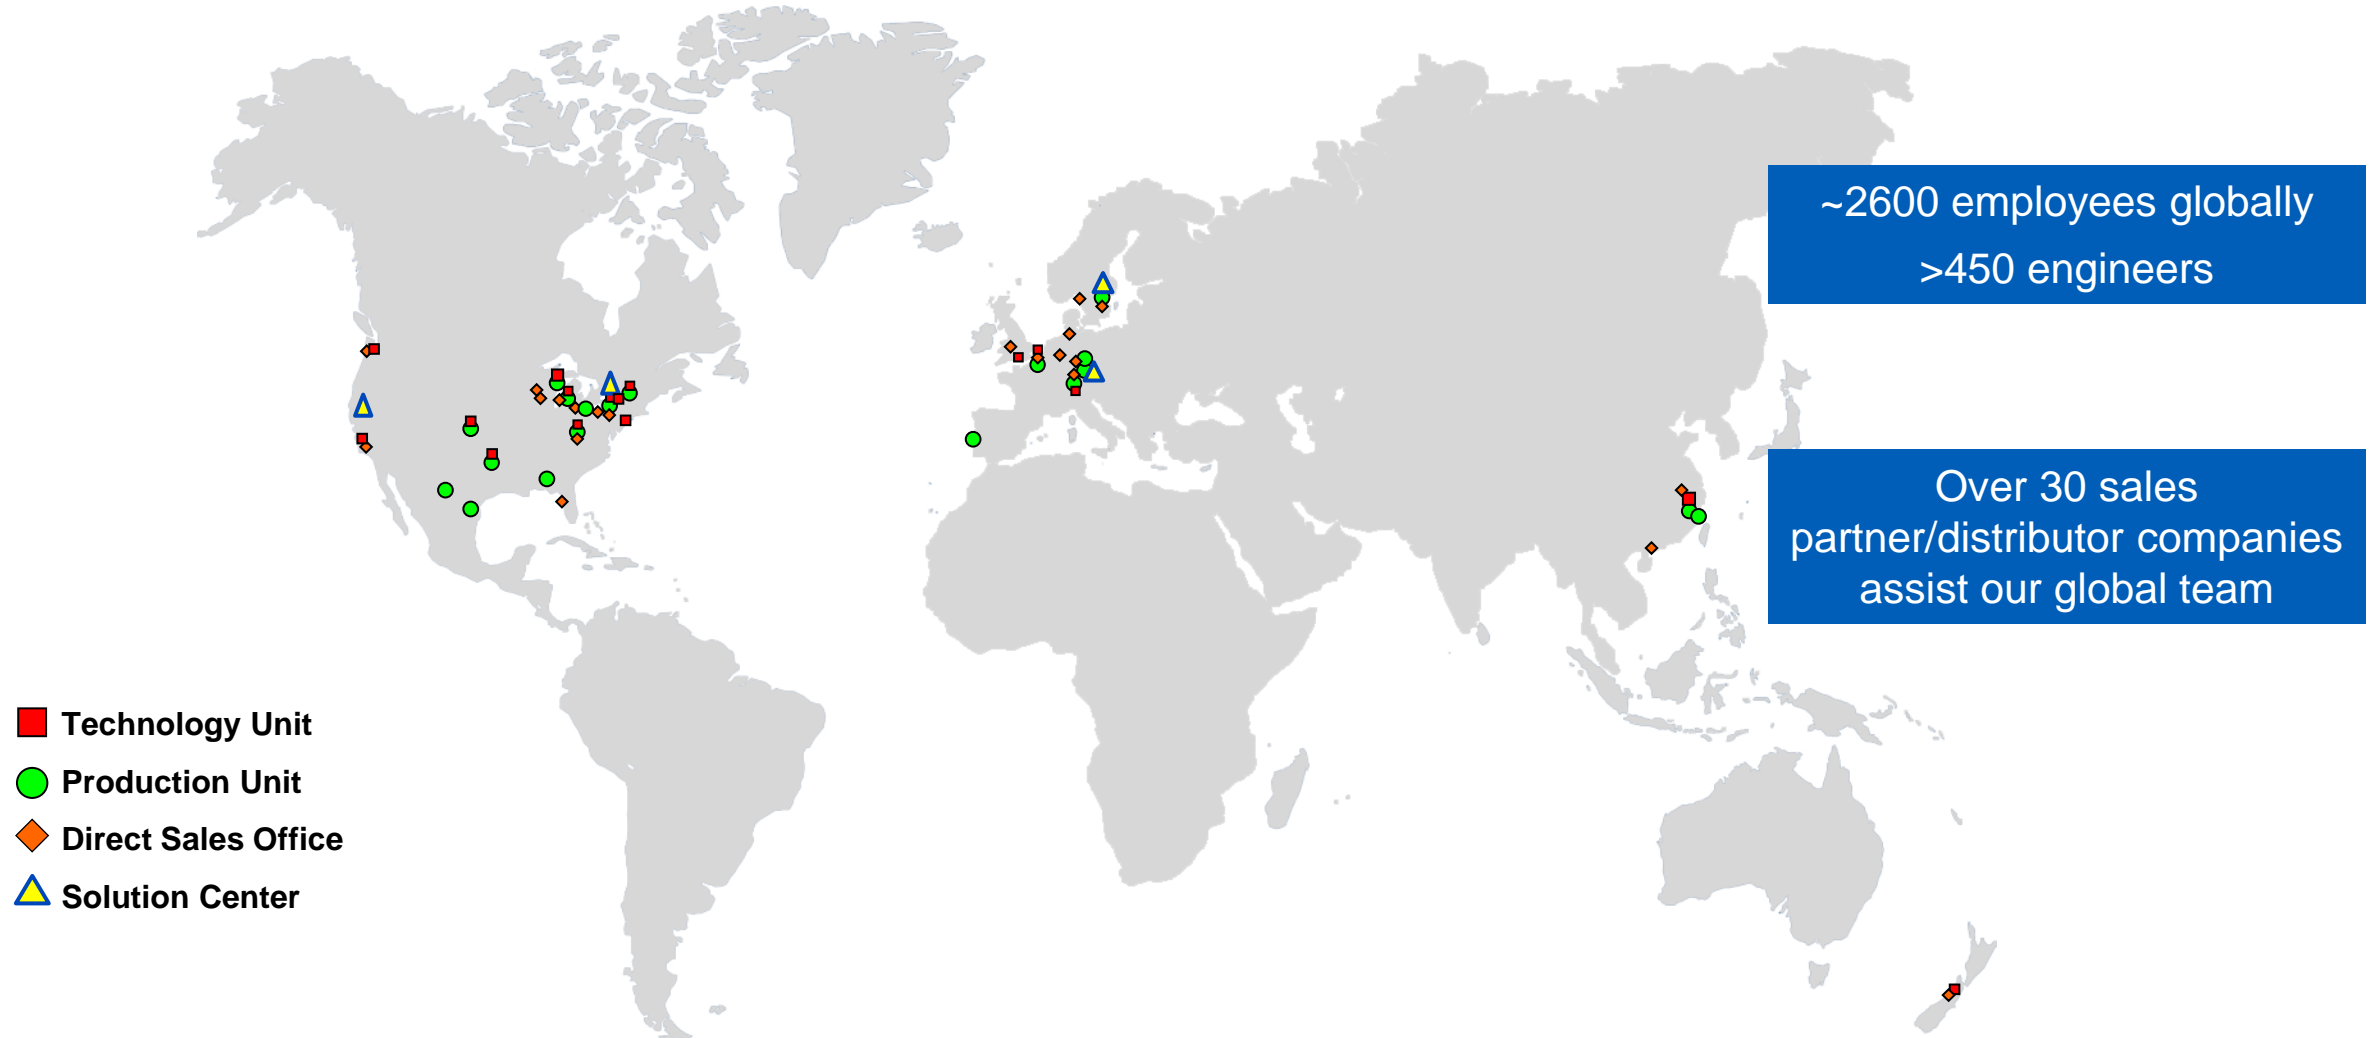 ~2600 employees globally
>450 engineers
Over 30 sales
partner/distributor companies
assist our global team
Technology Unit
Production Unit
Direct Sales Office
Solution Center